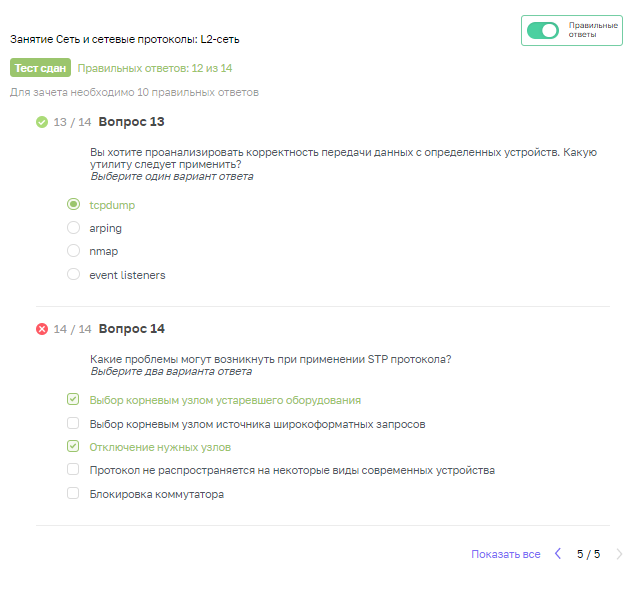 Правильные
ответы
Занятие Сеть и сетевые протоколы: L2-сеть
Тест сдан Правильных ответов: 12 из 14
Для зачета необходимо 10 правильных ответов
13 / 14 Вопрос 13
Вы хотите проанализировать корректность передачи данных с определенных устройств. Какую
утилиту следует применить?
Выберите один вариант ответа
tcpdump
arping
nmap
event listeners
14 / 14 Вопрос 14
Какие проблемы могут возникнуть при применении STP протокола?
Выберите два варианта ответа
Выбор корневым узлом устаревшего оборудования
Выбор корневым узлом источника широкоформатных запросов
Отключение нужных узлов
Протокол не распространяется на некоторые виды современных устройства
Блокировка коммутатора
Показать все 5 / 5